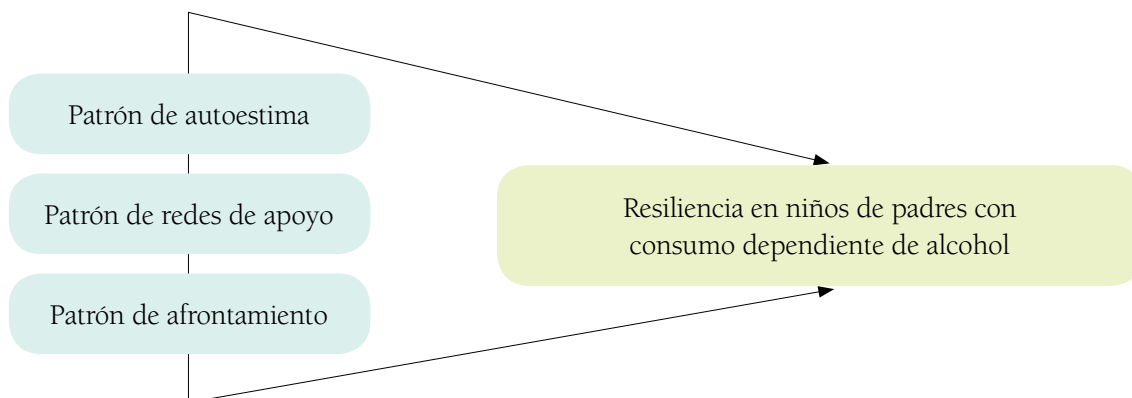 Patrón de autoestima
Patrón de redes de apoyo
Patrón de afrontamiento
Resiliencia en niños de padres con
consumo dependiente de alcohol